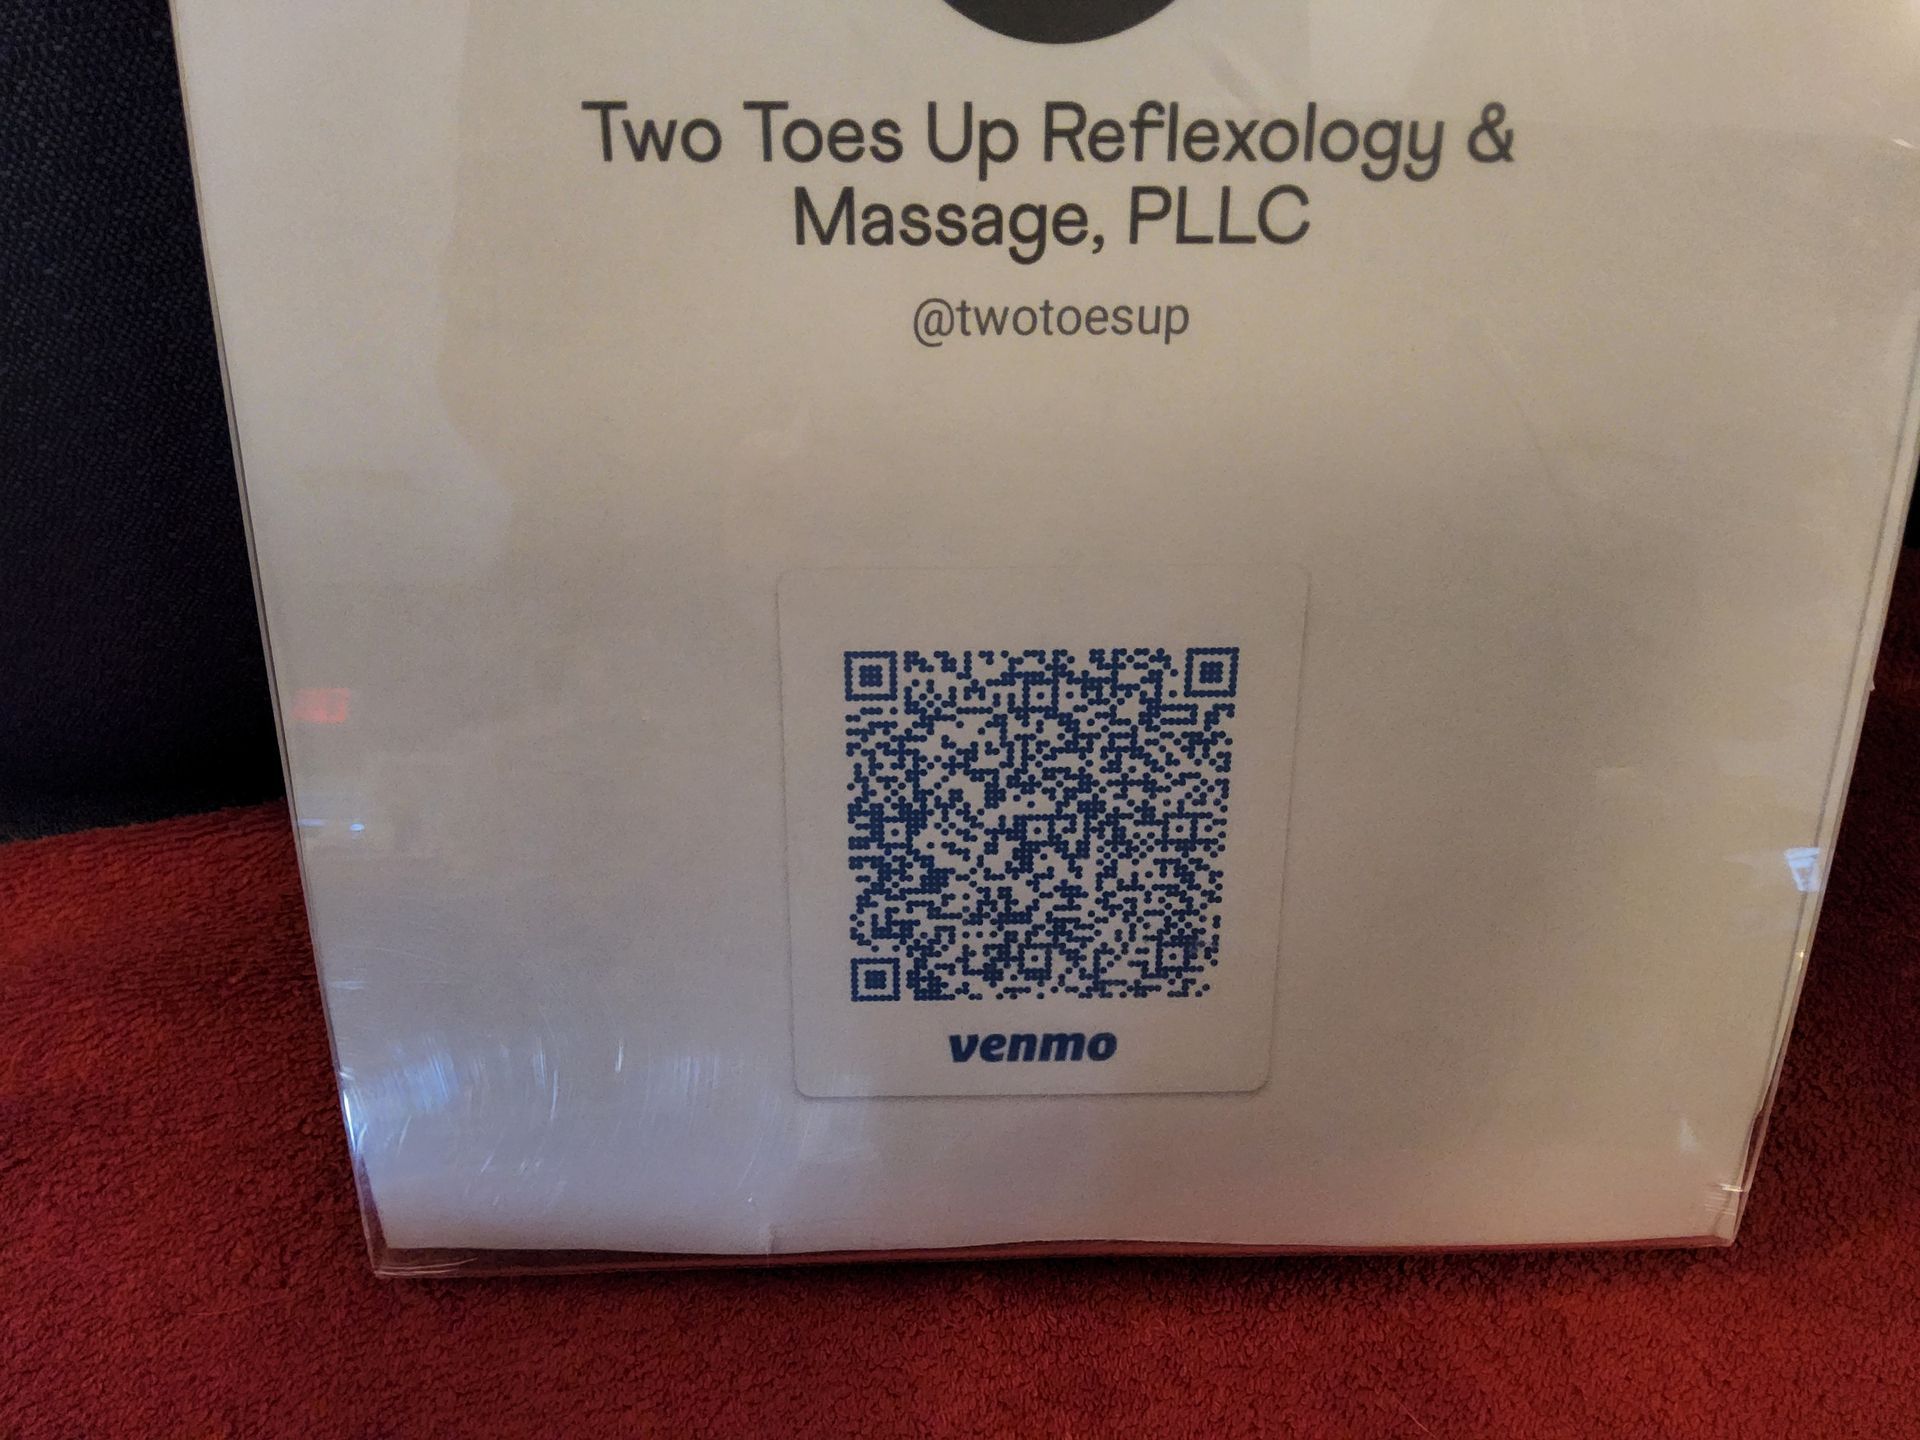 Two Toes Up Reflexology &
Massage, PLLC
@twotoesup
venmo